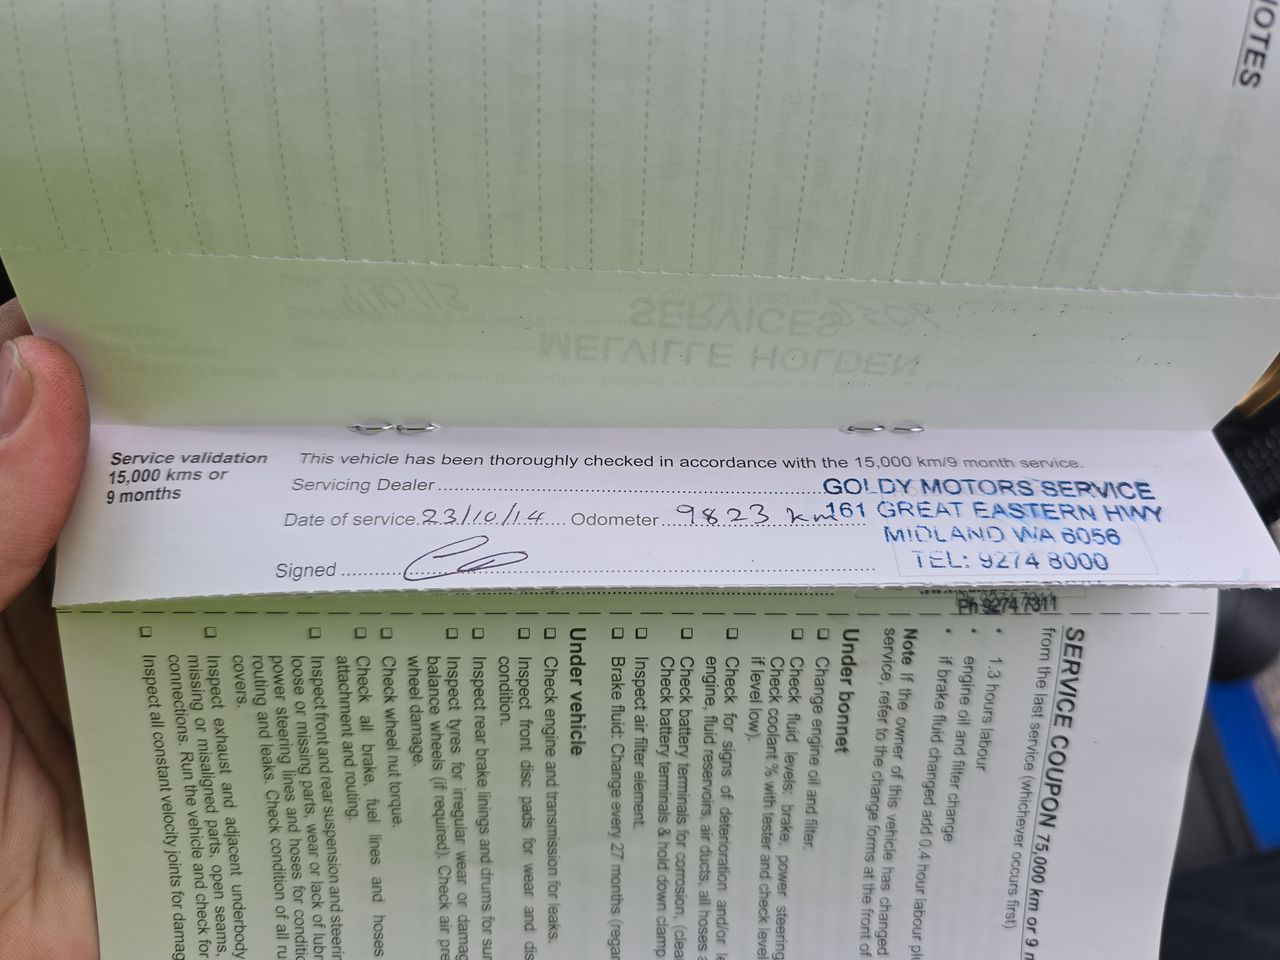 NOTES
MELVILLE HOLDEN
SERVICE
Service validation
15,000 kms or
9 months
This vehicle has been thoroughly checked in accordance with the 15,000 km/9 month service.
Servicing Dealer
GOLDY MOTORS SERVICE
161 GREAT EASTERN HWY
MIDLAND WA 6056
TEL: 9274 8000
Date of service 23/10/14 Odometer 9823 km
Signed
Ph 9274 7311
SERVICE COUPON 75,000 km or 9
from the last service (whichever occurs first)
• 1.3 hours labour
• engine oil and filter change
• if brake fluid changed add 0.4 hour labour
Note If the owner of this vehicle has changed
service, refer to the change forms at the front of
Under bonnet
❑ Change engine oil and filter.
❑ Check fluid levels: brake, power steering
Check coolant % with tester and check level
if level low).
❑ Check for signs of deterioration and/or
engine, fluid reservoirs, air ducts, all hoses
❑ Check battery terminals for corrosion,
Check battery terminals & hold down clamp
❑ Inspect air filter element.
❑ Brake fluid: Change every 27 months
Under vehicle
❑ Check engine and transmission for leaks.
❑ Inspect front disc pads for wear and
condition.
❑ Inspect rear brake linings and drums for
❑ Inspect tyres for irregular wear or
balance wheels (if required). Check air
wheel damage.
❑ Check wheel nut torque.
❑ Check all brake, fuel lines and hoses
attachment and routing.
❑ Inspect front and rear suspension and
loose or missing parts, wear or lack of
power steering lines and hoses for
routing and leaks. Check condition of all
covers.
❑ Inspect exhaust and adjacent underbody
missing or misaligned parts, open seams,
connections. Run the vehicle and check for
❑ Inspect all constant velocity joints for